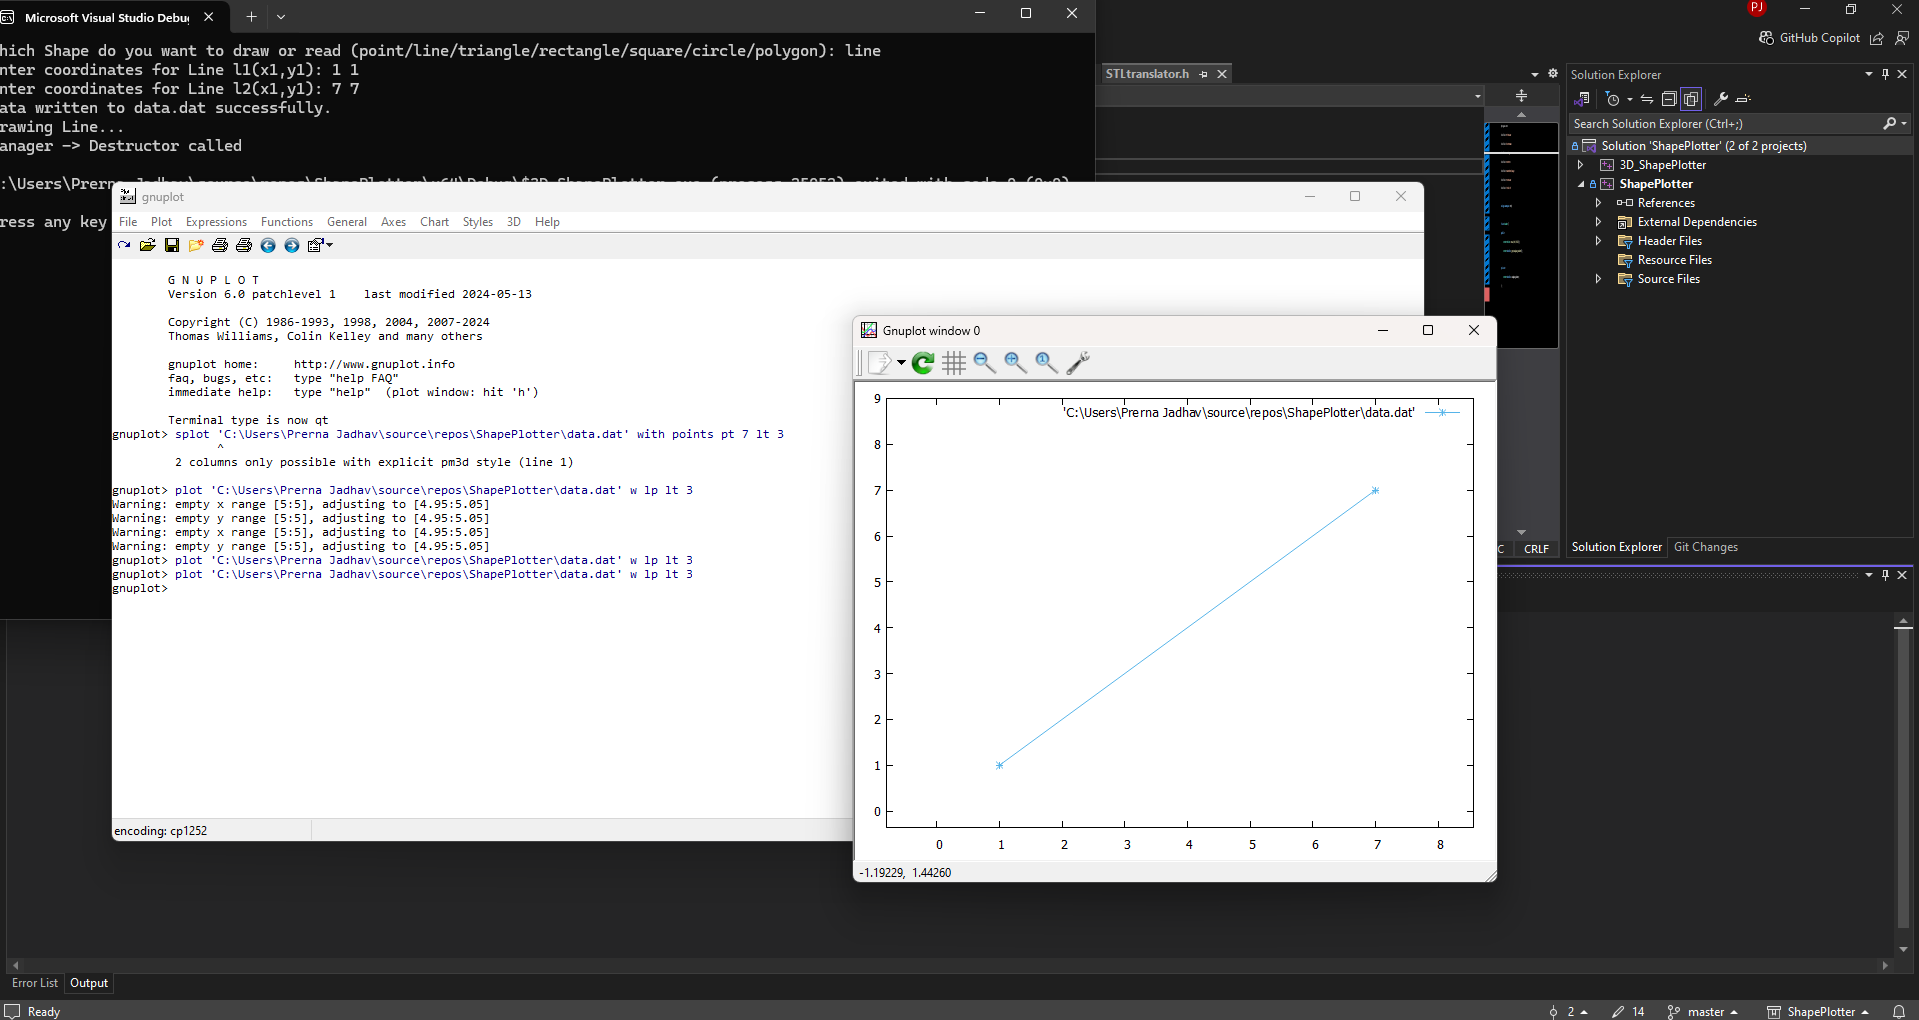 Microsoft Visual Studio Debug
hich Shape do you want to draw or read (point/line/triangle/rectangle/square/circle/polygon): line
nter coordinates for Line l1(x1,y1): 1 1
nter coordinates for Line l2(x1,y1): 7 7
ata written to data.dat successfully.
rawing Line...
anager -> Destructor called
ress any key
PJ
GitHub Copilot
STLtranslator.h
CRLF
Solution Explorer
Search Solution Explorer (Ctrl+;)
Solution 'ShapePlotter' (2 of 2 projects)
3D_ShapePlotter
ShapePlotter
References
External Dependencies
Header Files
Resource Files
Source Files
Solution Explorer
Git Changes
gnuplot
File Plot Expressions Functions General Axes Chart Styles 3D Help
G N U P L O T
Version 6.0 patchlevel 1 last modified 2024-05-13
Copyright (C) 1986-1993, 1998, 2004, 2007-2024
Thomas Williams, Colin Kelley and many others
gnuplot home: http://www.gnuplot.info
faq, bugs, etc: type "help FAQ"
immediate help: type "help" (plot window: hit 'h')
Terminal type is now qt
gnuplot> splot 'C:\Users\Prerna Jadhav\source\repos\ShapePlotter\data.dat' with points pt 7 lt 3
^
2 columns only possible with explicit pm3d style (line 1)
gnuplot> plot 'C:\Users\Prerna Jadhav\source\repos\ShapePlotter\data.dat' w lp lt 3
Warning: empty x range [5:5], adjusting to [4.95:5.05]
Warning: empty y range [5:5], adjusting to [4.95:5.05]
Warning: empty x range [5:5], adjusting to [4.95:5.05]
Warning: empty y range [5:5], adjusting to [4.95:5.05]
gnuplot> plot 'C:\Users\Prerna Jadhav\source\repos\ShapePlotter\data.dat' w lp lt 3
gnuplot> plot 'C:\Users\Prerna Jadhav\source\repos\ShapePlotter\data.dat' w lp lt 3
gnuplot>
encoding: cp1252
Gnuplot window 0
'C:\Users\Prerna Jadhav\source\repos\ShapePlotter\data.dat'
9
8
7
6
5
4
3
2
1
0
0 1 2 3 4 5 6 7 8
-1.19229, 1.44260
Error List
Output
Ready
2
14
master
ShapePlotter